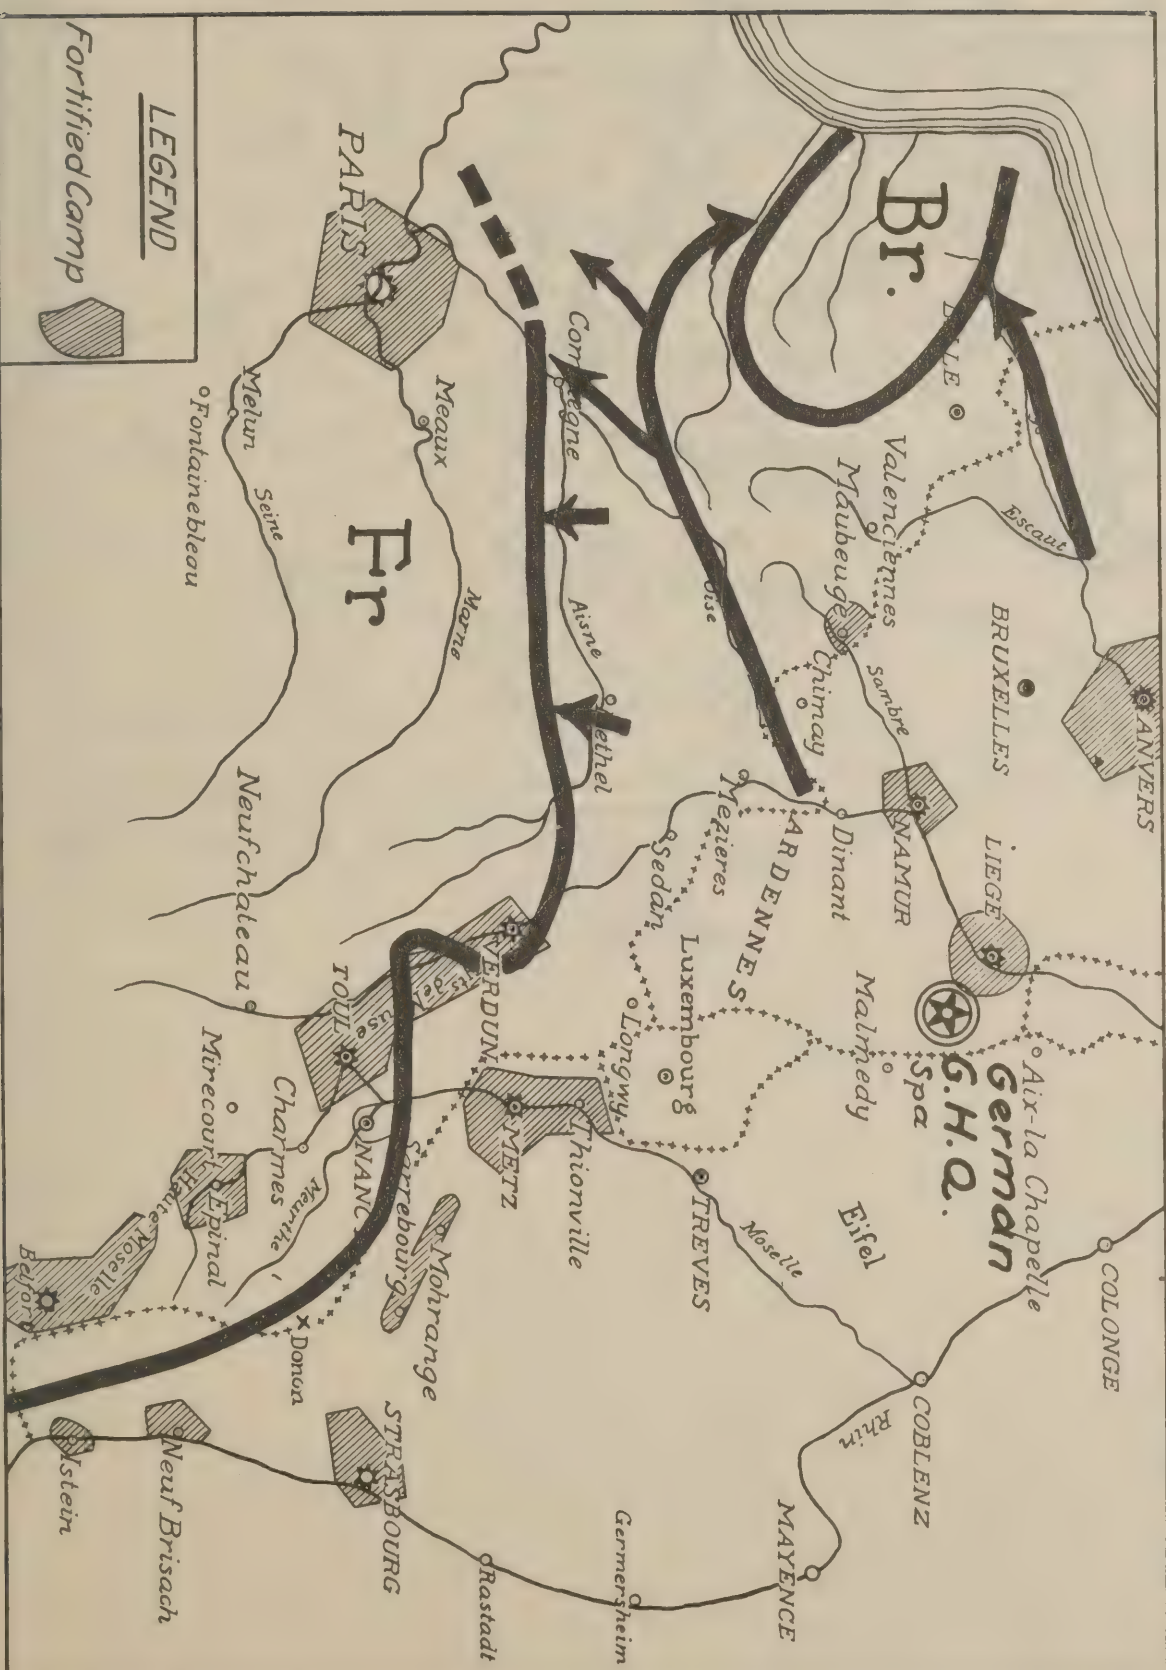 Br.
Escaut
ANVERS
BRUXELLES
LIEGE
Aix-la Chapelle
COLONGE
German
G.H.Q.
Spa
Valenciennes
Maubeuge
Sambre
NAMUR
Dinant
Chimay
Malmedy
Eifel
COBLENZ
Rhin
MAYENCE
Oise
ARDENNES
Mezieres
Sedan
Luxembourg
Longwy
TREVES
Moselle
Aisne
Thionville
Germersheim
VERDUN
METZ
Mohrange
Rastadt
PARIS
Meaux
Marne
Fr
TOUL
STRASBOURG
Melun
Seine
Fontainebleau
Neufchateau
Mirecourt
Charmes
Meurthe
Donon
Epinal
Haute Moselle
Belfort
Neuf Brisach
Istein
LEGEND
Fortified Camp